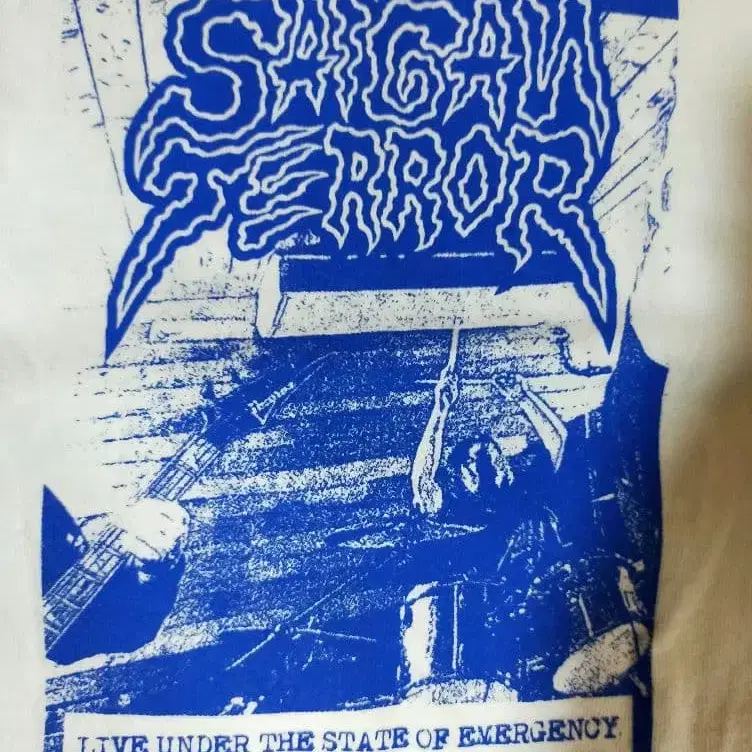 SAIGAN
TERROR
LIVE UNDER THE STATE OF EMERGENCY